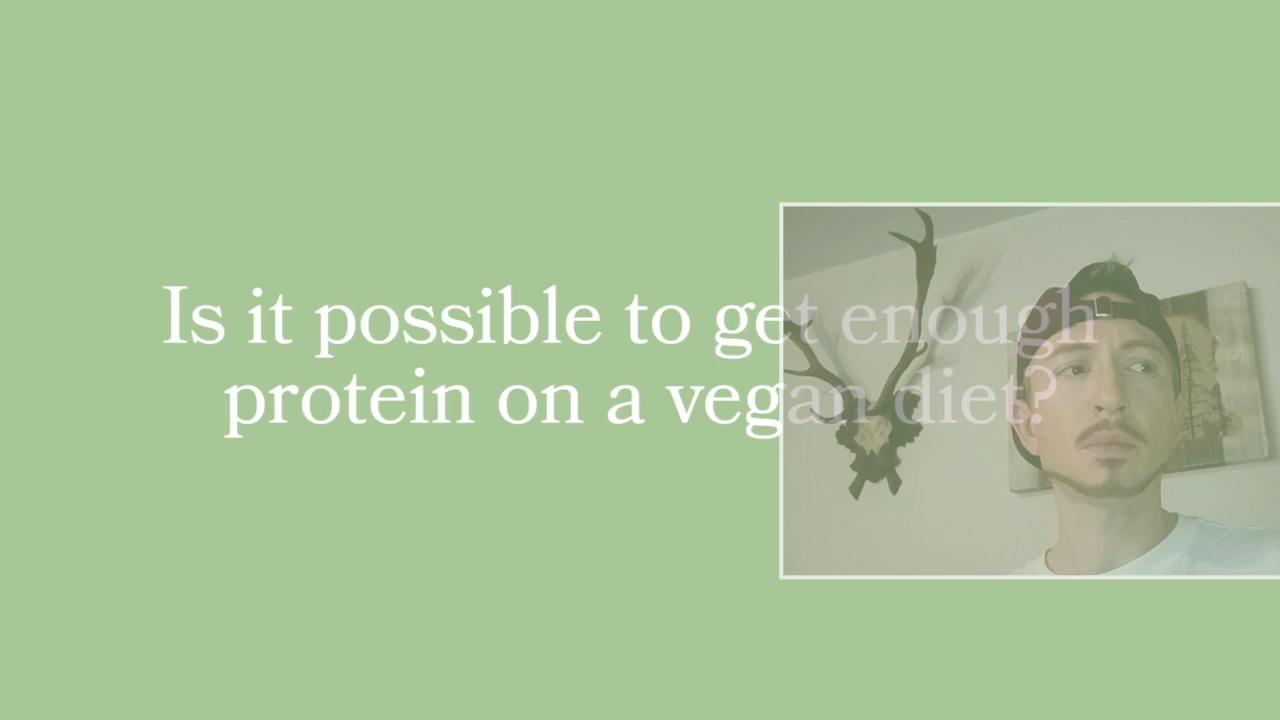 Is it possible to get enough
protein on a vegan diet?